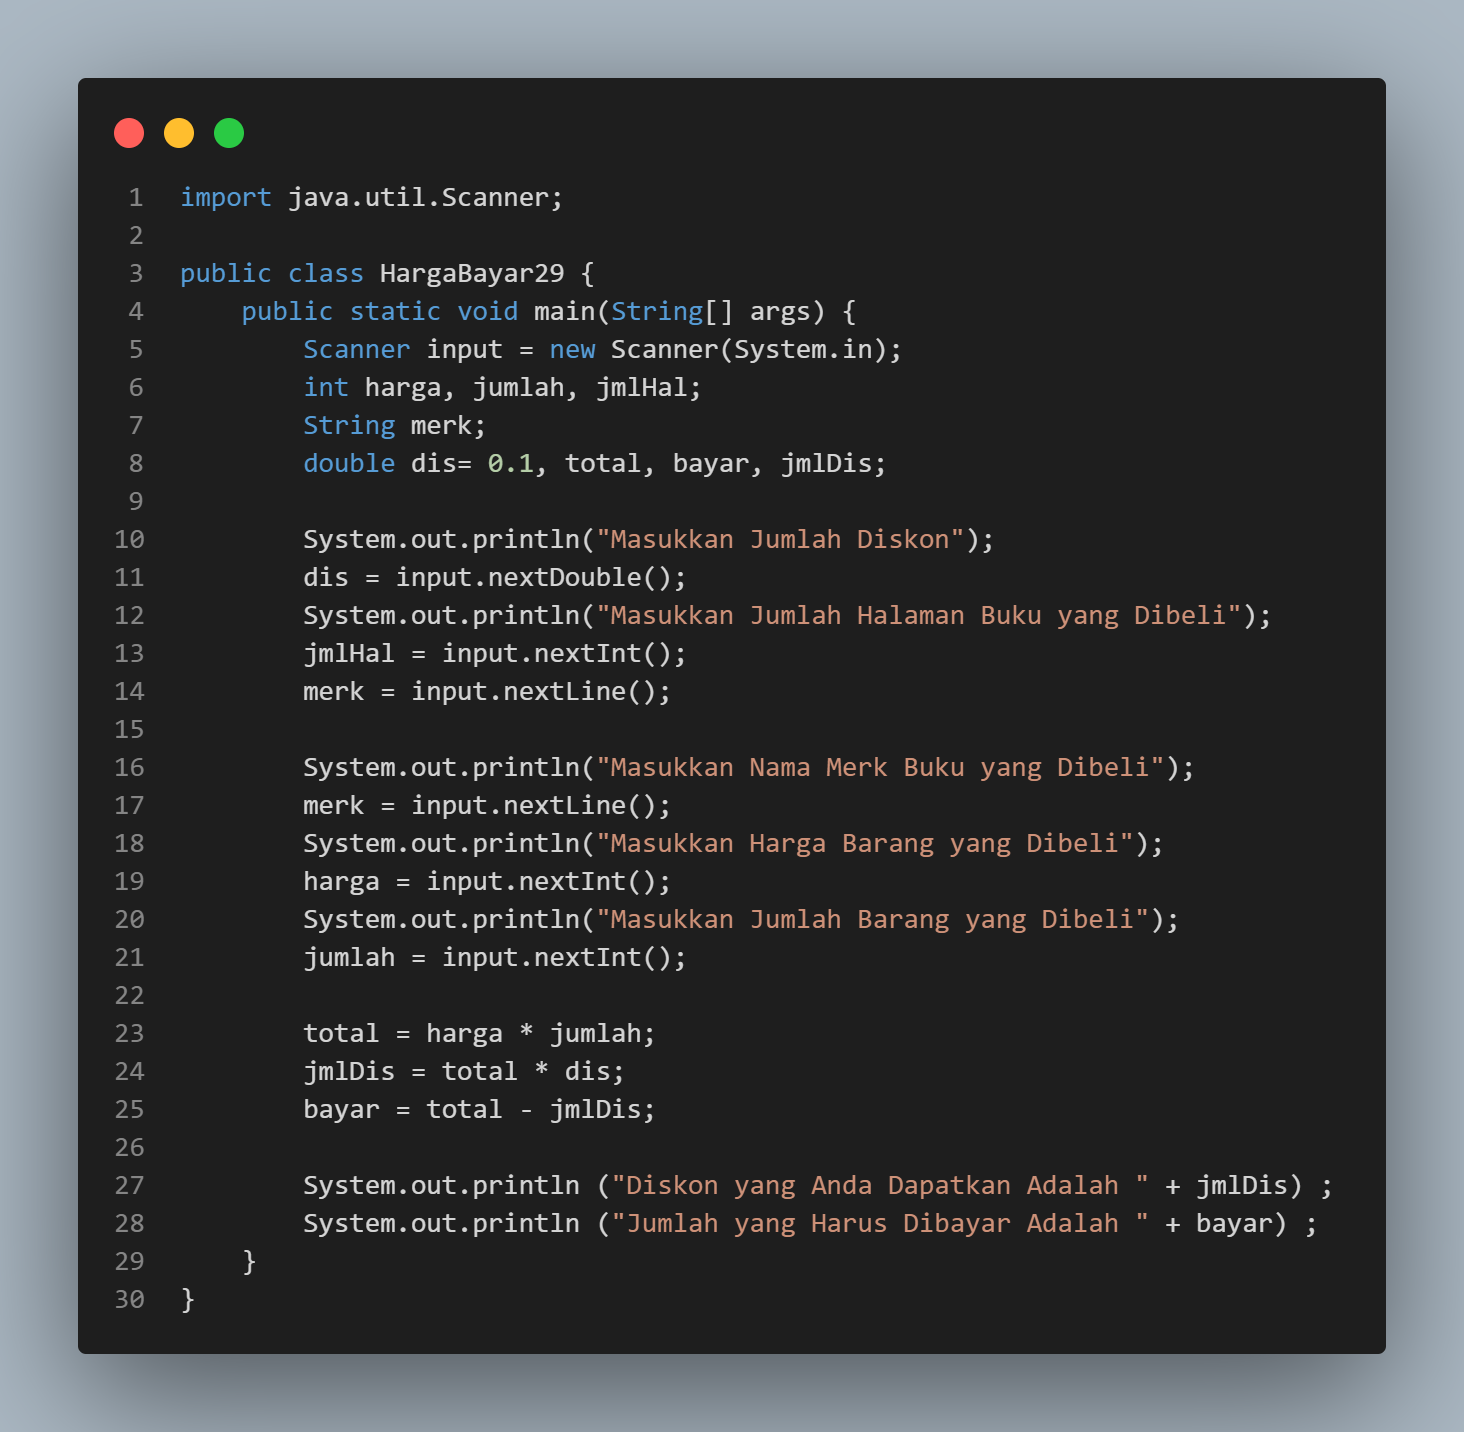 1 import java.util.Scanner;
2
3 public class HargaBayar29 {
4     public static void main(String[] args) {
5         Scanner input = new Scanner(System.in);
6         int harga, jumlah, jmlHal;
7         String merk;
8         double dis= 0.1, total, bayar, jmlDis;
9
10         System.out.println("Masukkan Jumlah Diskon");
11         dis = input.nextDouble();
12         System.out.println("Masukkan Jumlah Halaman Buku yang Dibeli");
13         jmlHal = input.nextInt();
14         merk = input.nextLine();
15
16         System.out.println("Masukkan Nama Merk Buku yang Dibeli");
17         merk = input.nextLine();
18         System.out.println("Masukkan Harga Barang yang Dibeli");
19         harga = input.nextInt();
20         System.out.println("Masukkan Jumlah Barang yang Dibeli");
21         jumlah = input.nextInt();
22
23         total = harga * jumlah;
24         jmlDis = total * dis;
25         bayar = total - jmlDis;
26
27         System.out.println ("Diskon yang Anda Dapatkan Adalah " + jmlDis) ;
28         System.out.println ("Jumlah yang Harus Dibayar Adalah " + bayar) ;
29     }
30 }